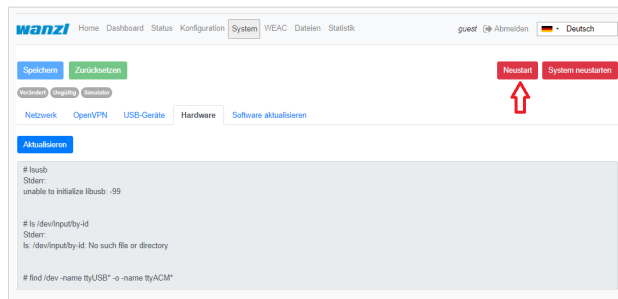 wanzl Home Dashboard Status Konfiguration System WEAC Dateien Statistik guest Abmelden Deutsch
Speichern Zurücksetzen Neustart System neustarten
Verändert Ungültig Simulator
Netzwerk OpenVPN USB-Geräte Hardware Software aktualisieren
Aktualisieren
# lsusb
Stderr:
unable to initialize libusb: -99
# ls /dev/input/by-id
Stderr:
ls: /dev/input/by-id: No such file or directory
# find /dev -name ttyUSB* -o -name ttyACM*